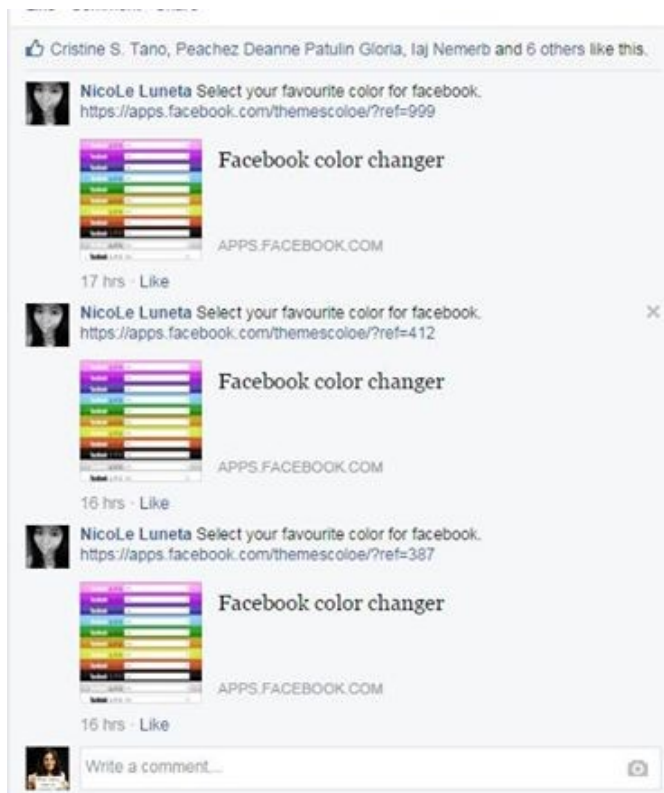 Cristine S. Tano, Peachez Deanne Patulin Gloria, Iaj Nemerb and 6 others like this.
NicoLe Luneta Select your favourite color for facebook.
https://apps.facebook.com/themescoloe/?ref=999
Facebook color changer
APPS.FACEBOOK.COM
17 hrs · Like
NicoLe Luneta Select your favourite color for facebook.
https://apps.facebook.com/themescoloe/?ref=412
Facebook color changer
APPS.FACEBOOK.COM
16 hrs · Like
NicoLe Luneta Select your favourite color for facebook.
https://apps.facebook.com/themescoloe/?ref=387
Facebook color changer
APPS.FACEBOOK.COM
16 hrs · Like
Write a comment...